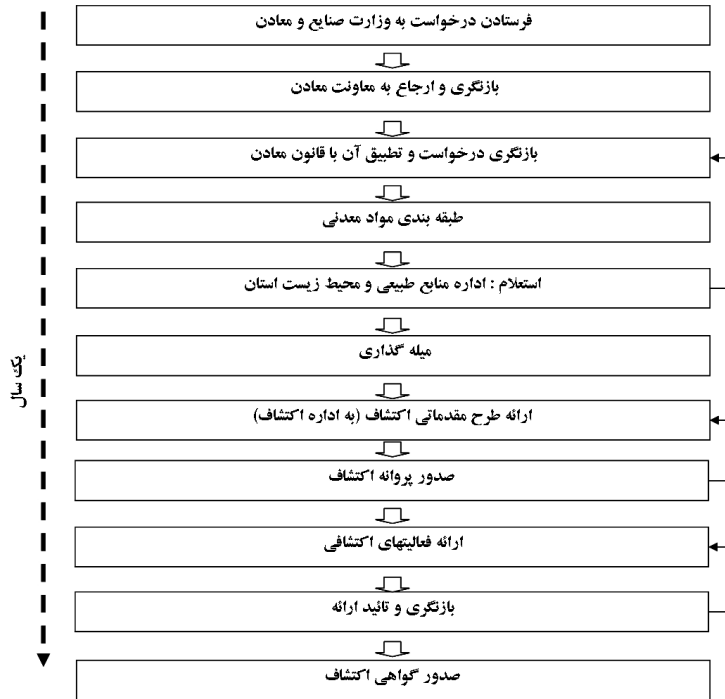 فرستادن درخواست به وزارت صنایع و معادن
بازنگری و ارجاع به معاونت معادن
بازنگری درخواست و تطبیق آن با قانون معادن
طبقه بندی مواد معدنی
استعلام : اداره منابع طبیعی و محیط زیست استان
میله گذاری
ارائه طرح مقدماتی اکتشاف (به اداره اکتشاف)
صدور پروانه اکتشاف
ارائه فعالیتهای اکتشافی
بازنگری و تائید ارائه
صدور گواهی اکتشاف
یک سال